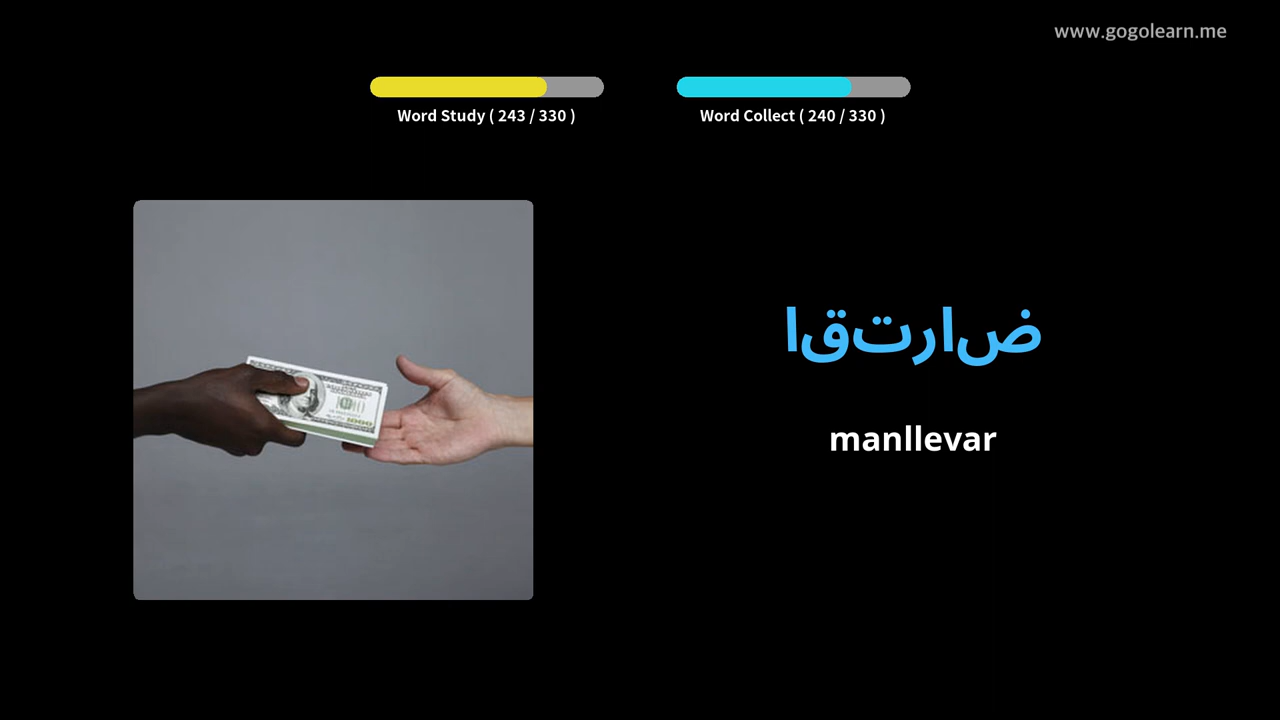 www.gogolearn.me
Word Study ( 243 / 330 )
Word Collect ( 240 / 330 )
اقتراض
manllevar